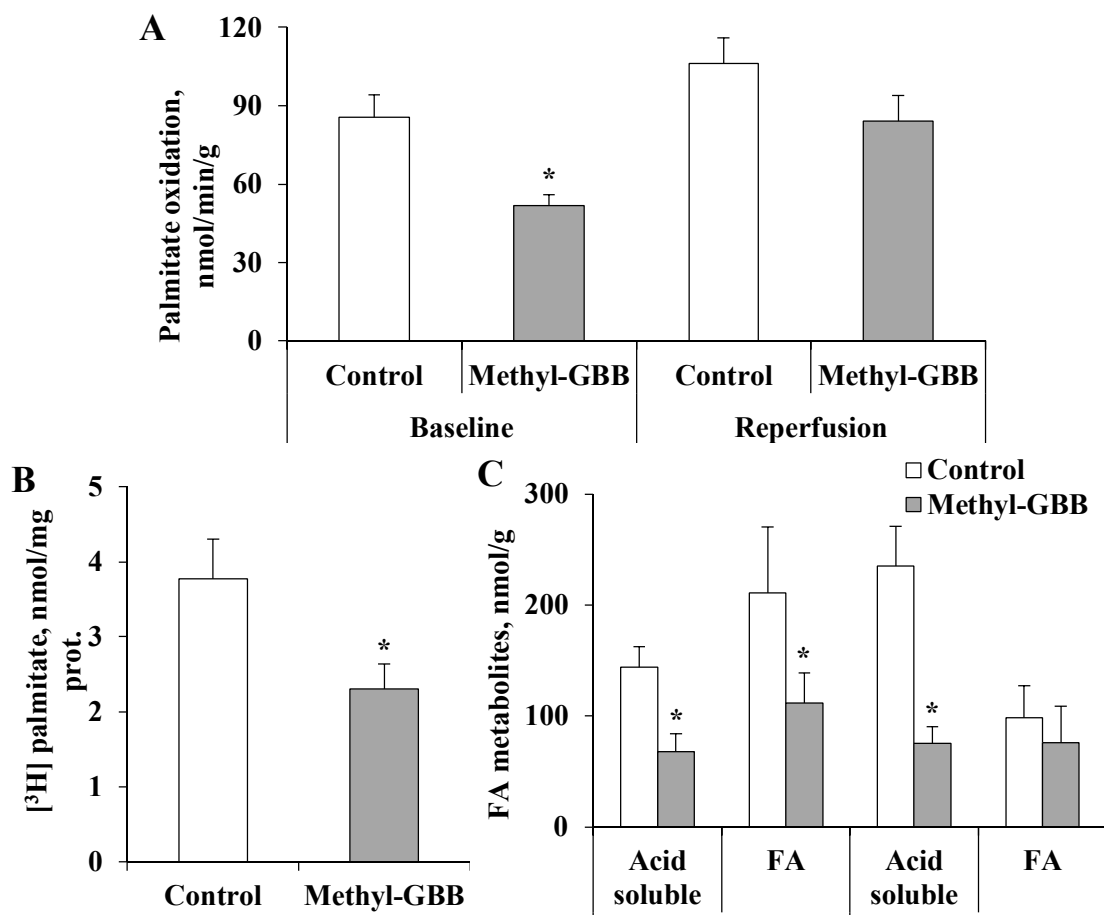 A
Palmitate oxidation,
nmol/min/g
120
90
60
30
0
*
Control Methyl-GBB Control Methyl-GBB
Baseline Reperfusion
B
[³H] palmitate, nmol/mg
prot.
5
4
3
2
1
0
*
Control Methyl-GBB
C
Control
Methyl-GBB
FA metabolites, nmol/g
300
200
100
0
* * *
Acid
soluble
FA
Acid
soluble
FA